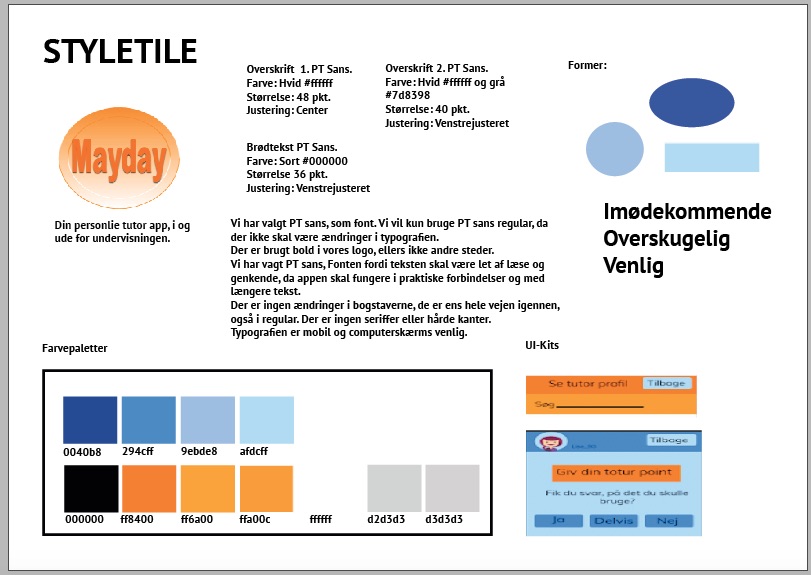 STYLETILE
Mayday
Din personlie tutor app, i og
ude for undervisningen.
Overskrift  1. PT Sans.
Farve: Hvid #ffffff
Størrelse: 48 pkt.
Justering: Center
Overskrift 2. PT Sans.
Farve: Hvid #ffffff og grå
#7d8398
Størrelse: 40 pkt.
Justering: Venstrejusteret
Brødtekst PT Sans.
Farve: Sort #000000
Størrelse 36 pkt.
Justering: Venstrejusteret
Former:
Imødekommende
Overskugelig
Venlig
Vi har valgt PT sans, som font. Vi vil kun bruge PT sans regular, da
der ikke skal være ændringer i typografien.
Der er brugt bold i vores logo, ellers ikke andre steder.
Vi har vagt PT sans, Fonten fordi teksten skal være let af læse og
genkende, da appen skal fungere i praktiske forbindelser og med
længere tekst.
Der er ingen ændringer i bogstaverne, de er ens hele vejen igennen,
også i regular. Der er ingen seriffer eller hårde kanter.
Typografien er mobil og computerskærms venlig.
Farvepaletter
0040b8 294cff 9ebde8 afdcff
000000 ff8400 ff6a00 ffa00c ffffff d2d3d3 d3d3d3
UI-Kits
Se tutor profil Tilbage
Søg
Tilbage
Giv din totur point
Fik du svar, på det du skulle
bruge?
Ja Delvis Nej